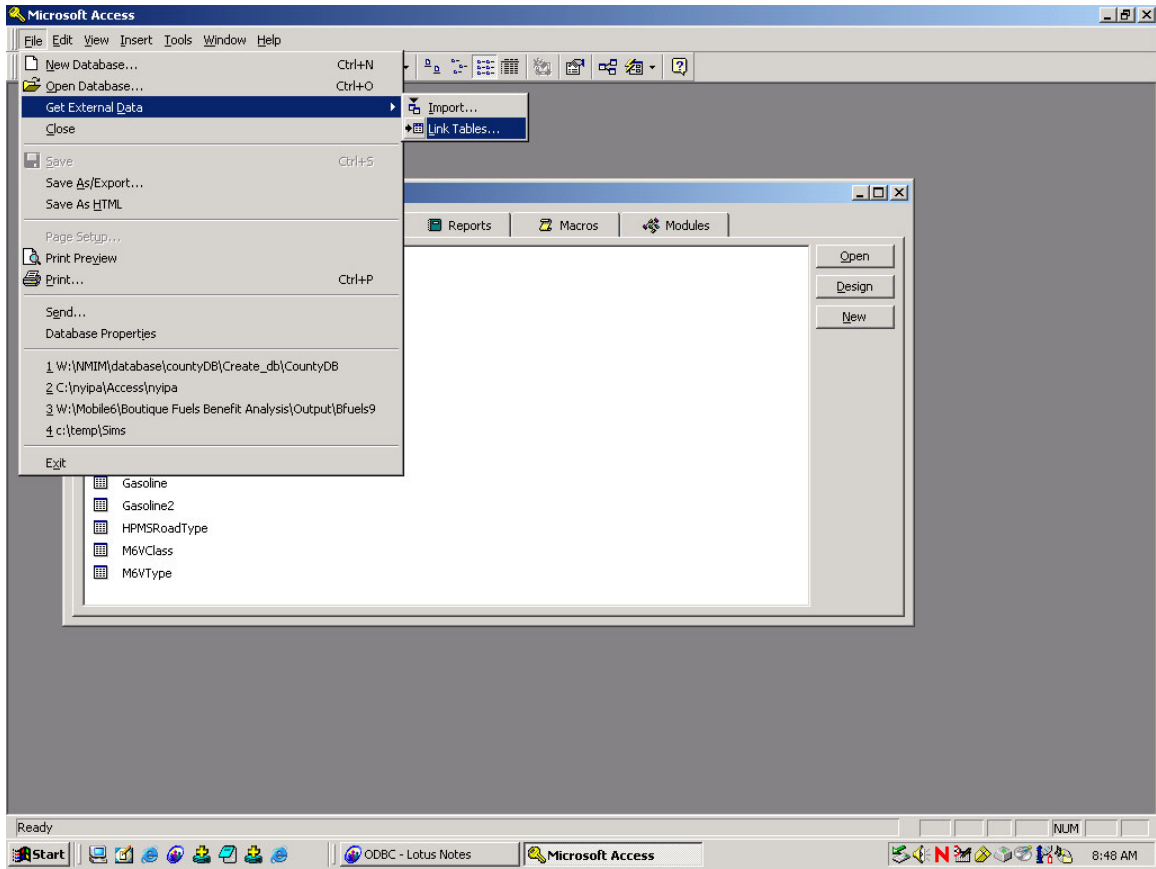 Microsoft Access
File Edit View Insert Tools Window Help
New Database... Ctrl+N
Open Database... Ctrl+O
Get External Data
Import...
Link Tables...
Close
Save Ctrl+S
Save As/Export...
Save As HTML
Page Setup...
Print Preview
Print... Ctrl+P
Send...
Database Properties
1 W:\NMIM\database\countyDB\Create_db\CountyDB
2 C:\nyipa\Access\nyipa
3 W:\Mobile6\Boutique Fuels Benefit Analysis\Output\Bfuels9
4 c:\temp\Sims
Exit
Reports Macros Modules
Open
Design
New
Gasoline
Gasoline2
HPMSRoadType
M6VClass
M6VType
Ready NUM
Start ODBC - Lotus Notes Microsoft Access N 8:48 AM